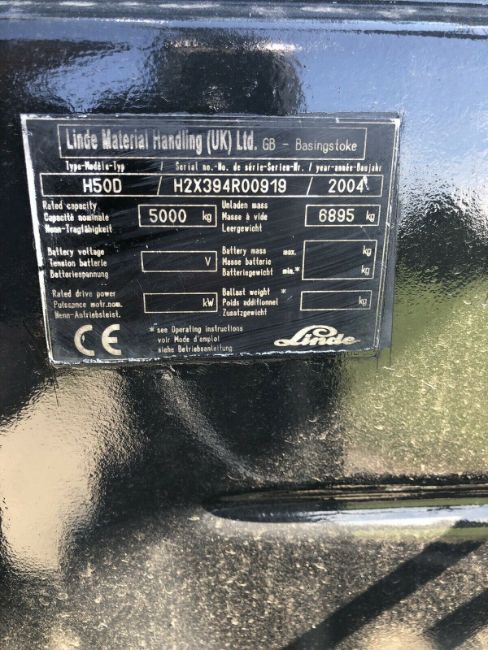 Linde Material Handling (UK) Ltd. GB - Basingstoke
Type-Modèle-Typ / Serial no.-No. de série-Serien-Nr. / year-année-Baujahr
H50D / H2X394R00919 / 2004
Rated capacity
Capacité nominale
Nenn-Tragfähigkeit
5000 kg
Unladen mass
Masse à vide
Leergewicht
6895 kg
Battery voltage
Tension batterie
Batteriespannung
V
Battery mass max.
Masse batterie
Batteriegewicht min.*
kg
kg
Rated drive power
Puissance motr.nom.
Nenn-Antriebsleist.
kW
Ballast weight *
Poids additionnel
Zusatzgewicht
kg
CE
* see Operating instructions
voir Mode d'emploi
siehe Betriebsanleitung
Linde